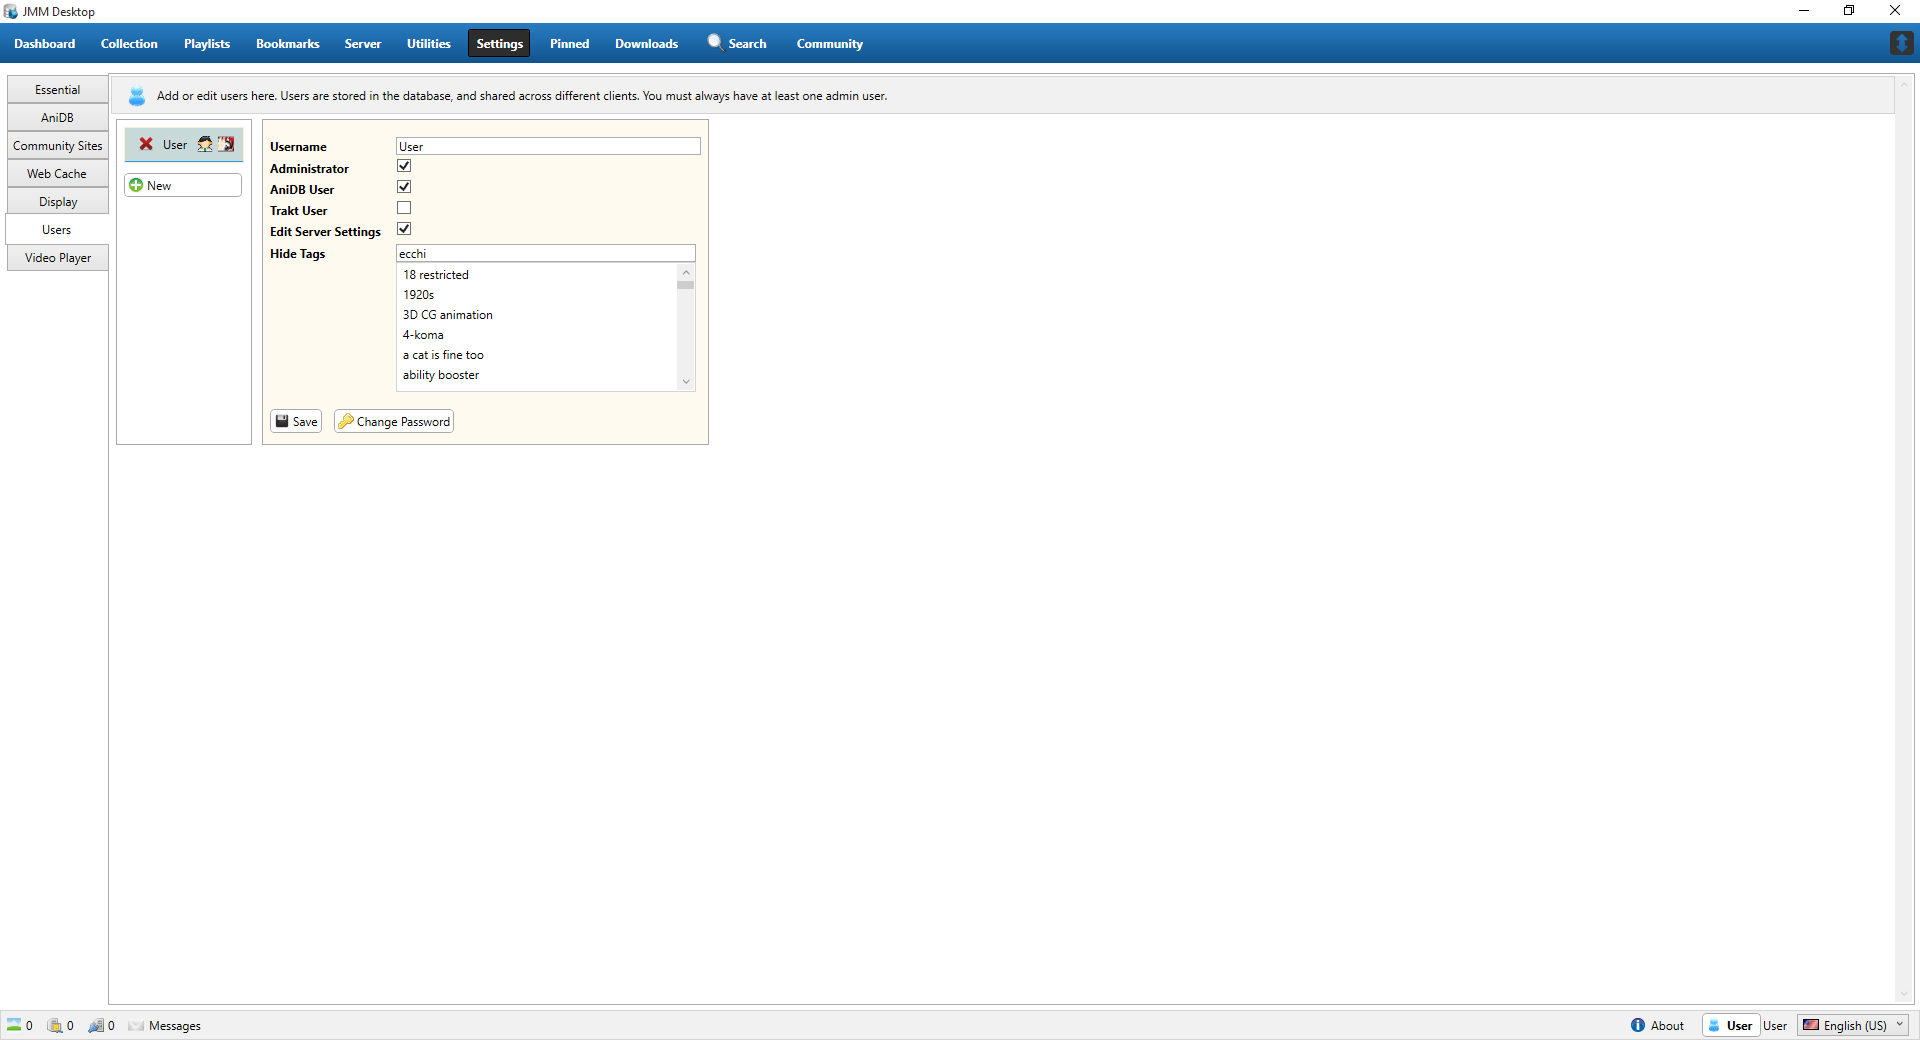 JMM Desktop
Dashboard Collection Playlists Bookmarks Server Utilities Settings Pinned Downloads Search Community
Essential
AniDB
Community Sites
Web Cache
Display
Users
Video Player
Add or edit users here. Users are stored in the database, and shared across different clients. You must always have at least one admin user.
User
New
Username User
Administrator
AniDB User
Trakt User
Edit Server Settings
Hide Tags ecchi
18 restricted
1920s
3D CG animation
4-koma
a cat is fine too
ability booster
Save Change Password
0 0 0 Messages About User User English (US)